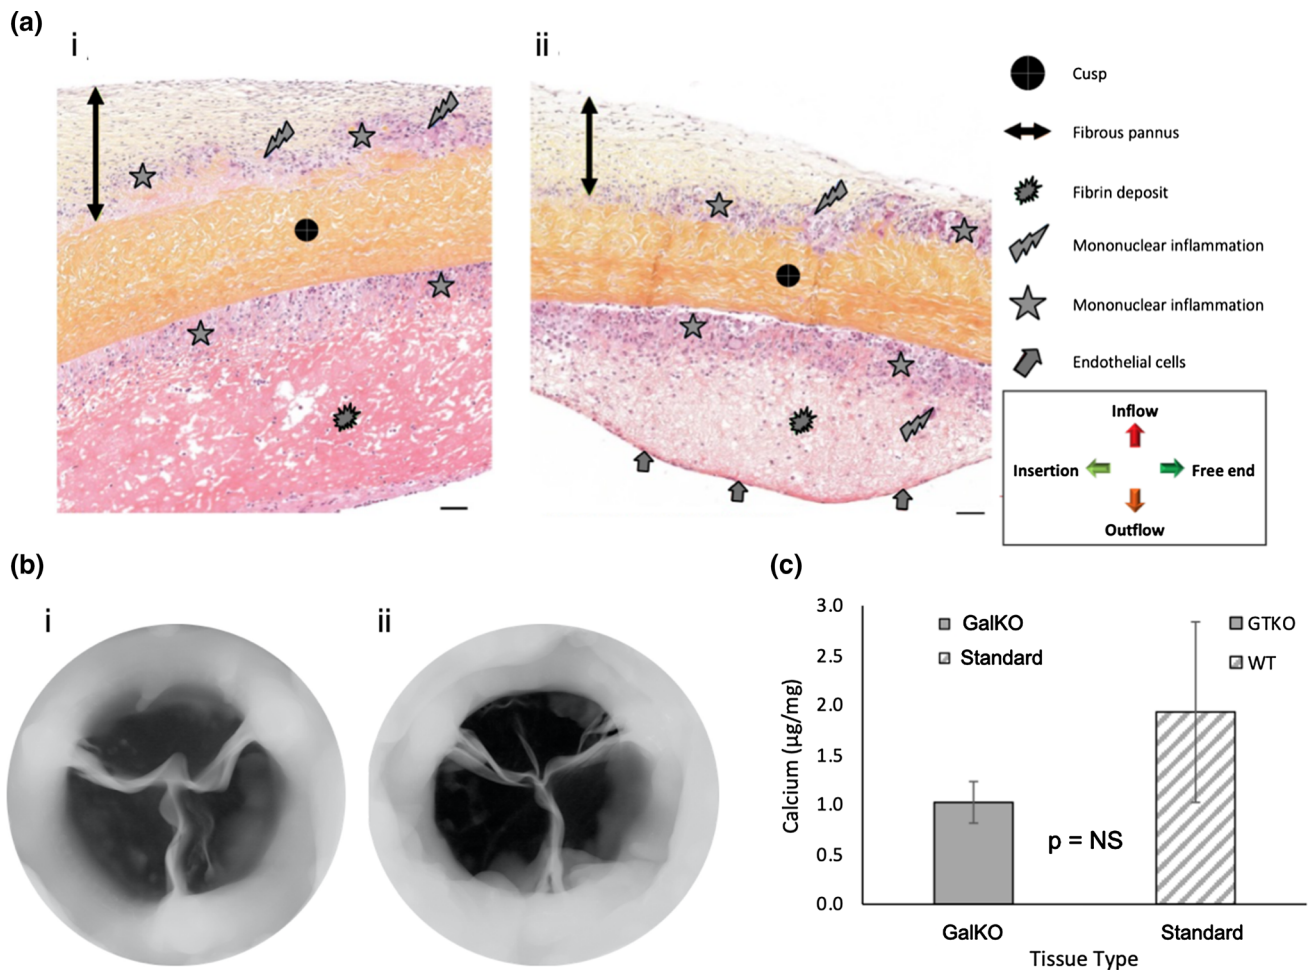 (a)
i
ii
Cusp
Fibrous pannus
Fibrin deposit
Mononuclear inflammation
Mononuclear inflammation
Endothelial cells
Inflow
Insertion
Free end
Outflow
(b)
i
ii
(c)
3.0
2.5
2.0
1.5
1.0
0.5
0.0
Calcium (µg/mg)
GalKO
Standard
GTKO
WT
p = NS
GalKO
Standard
Tissue Type